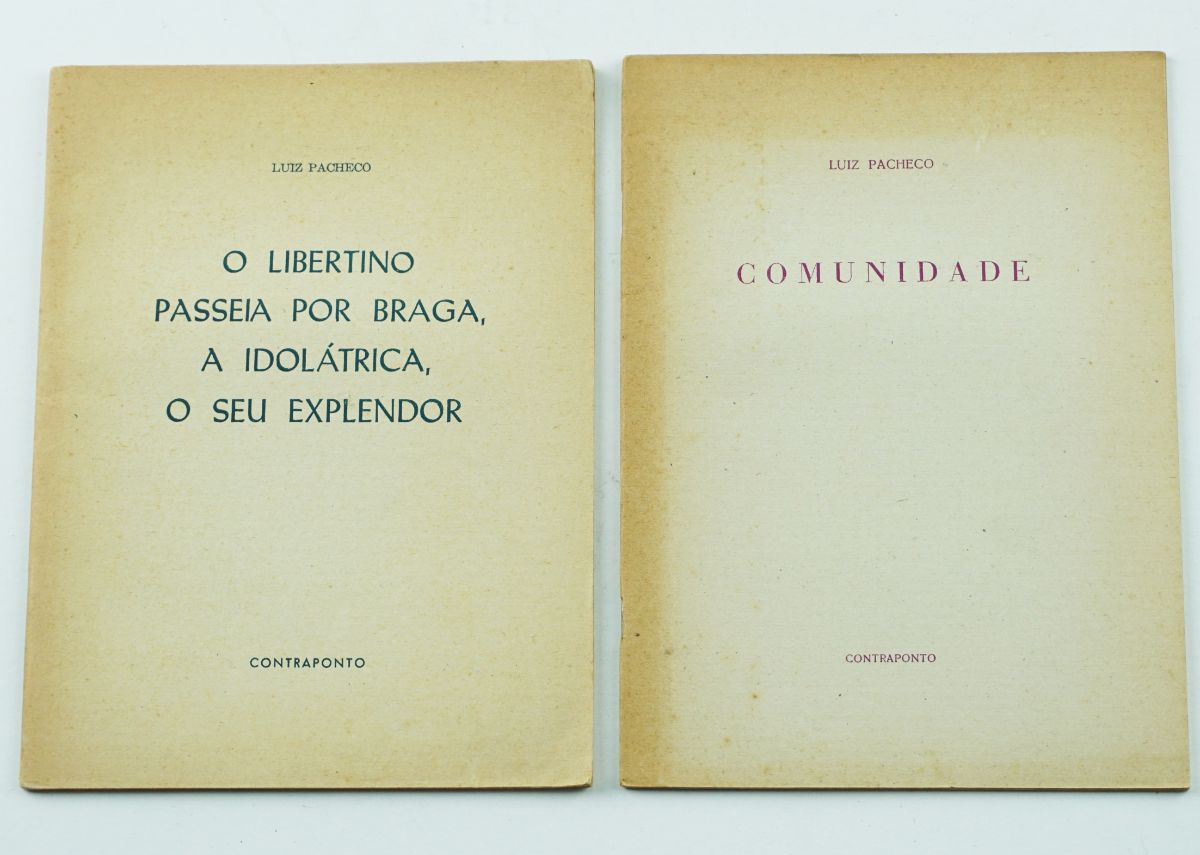 LUIZ PACHECO
O LIBERTINO
PASSEIA POR BRAGA,
A IDOLÁTRICA,
O SEU EXPLENDOR
CONTRAPONTO
LUIZ PACHECO
COMUNIDADE
CONTRAPONTO